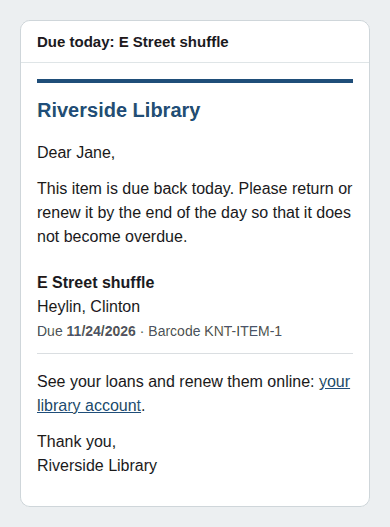 Due today: E Street shuffle
Riverside Library
Dear Jane,
This item is due back today. Please return or
renew it by the end of the day so that it does
not become overdue.
E Street shuffle
Heylin, Clinton
Due 11/24/2026 · Barcode KNT-ITEM-1
See your loans and renew them online: your
library account.
Thank you,
Riverside Library